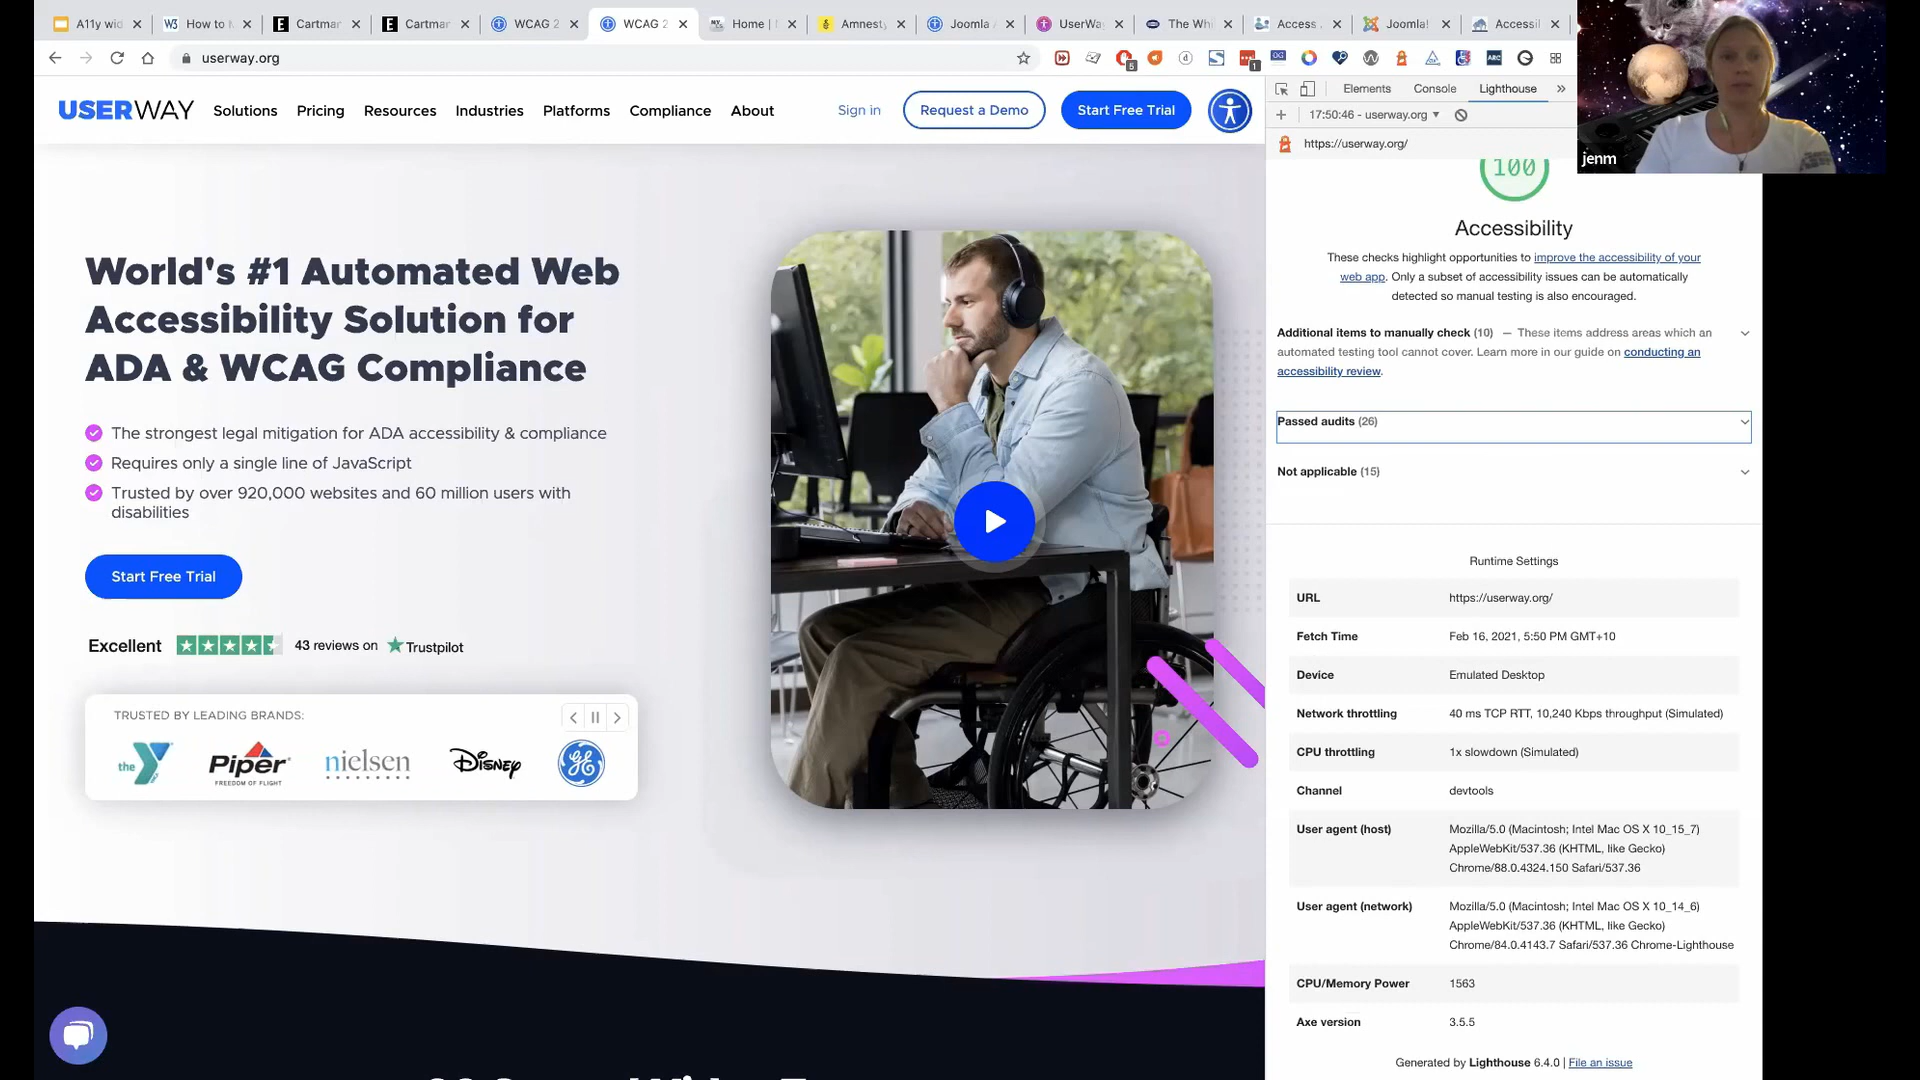 A11y wid
How to M
Cartman
Cartman
WCAG 2
WCAG 2
Home |
Amnest
Joomla
UserWa
The Whi
Access
Joomla!
Accessil
userway.org
5
1
ABC
USERWAY
Solutions
Pricing
Resources
Industries
Platforms
Compliance
About
Sign in
Request a Demo
Start Free Trial
World's #1 Automated Web
Accessibility Solution for
ADA & WCAG Compliance
The strongest legal mitigation for ADA accessibility & compliance
Requires only a single line of JavaScript
Trusted by over 920,000 websites and 60 million users with
disabilities
Start Free Trial
Excellent
43 reviews on
Trustpilot
TRUSTED BY LEADING BRANDS:
the Y
Piper
FREEDOM OF FLIGHT
nielsen
DISNEY
GE
Elements
Console
Lighthouse
17:50:46 - userway.org
https://userway.org/
100
Accessibility
These checks highlight opportunities to improve the accessibility of your
web app. Only a subset of accessibility issues can be automatically
detected so manual testing is also encouraged.
Additional items to manually check (10) — These items address areas which an
automated testing tool cannot cover. Learn more in our guide on conducting an
accessibility review.
Passed audits (26)
Not applicable (15)
Runtime Settings
URL https://userway.org/
Fetch Time Feb 16, 2021, 5:50 PM GMT+10
Device Emulated Desktop
Network throttling 40 ms TCP RTT, 10,240 Kbps throughput (Simulated)
CPU throttling 1x slowdown (Simulated)
Channel devtools
User agent (host) Mozilla/5.0 (Macintosh; Intel Mac OS X 10_15_7)
AppleWebKit/537.36 (KHTML, like Gecko)
Chrome/88.0.4324.150 Safari/537.36
User agent (network) Mozilla/5.0 (Macintosh; Intel Mac OS X 10_14_6)
AppleWebKit/537.36 (KHTML, like Gecko)
Chrome/84.0.4143.7 Safari/537.36 Chrome-Lighthouse
CPU/Memory Power 1563
Axe version 3.5.5
Generated by Lighthouse 6.4.0 | File an issue
jenm